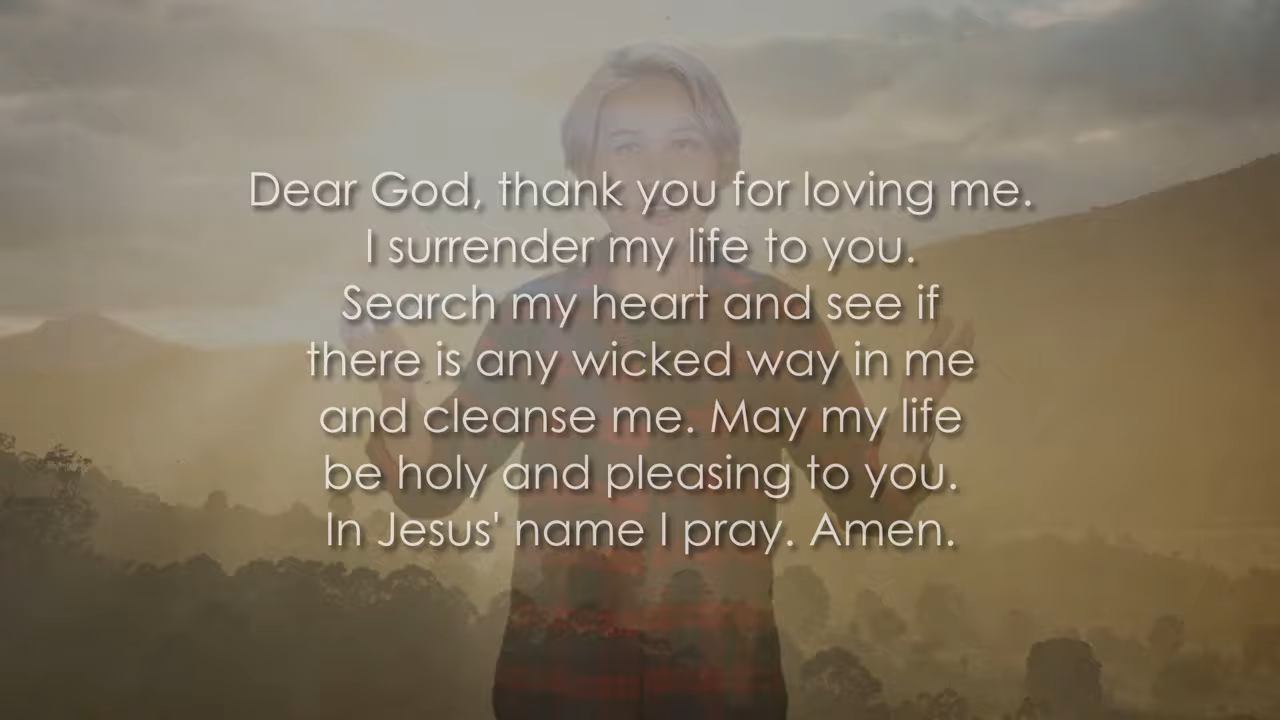 Dear God, thank you for loving me.
I surrender my life to you.
Search my heart and see if
there is any wicked way in me
and cleanse me. May my life
be holy and pleasing to you.
In Jesus' name I pray. Amen.